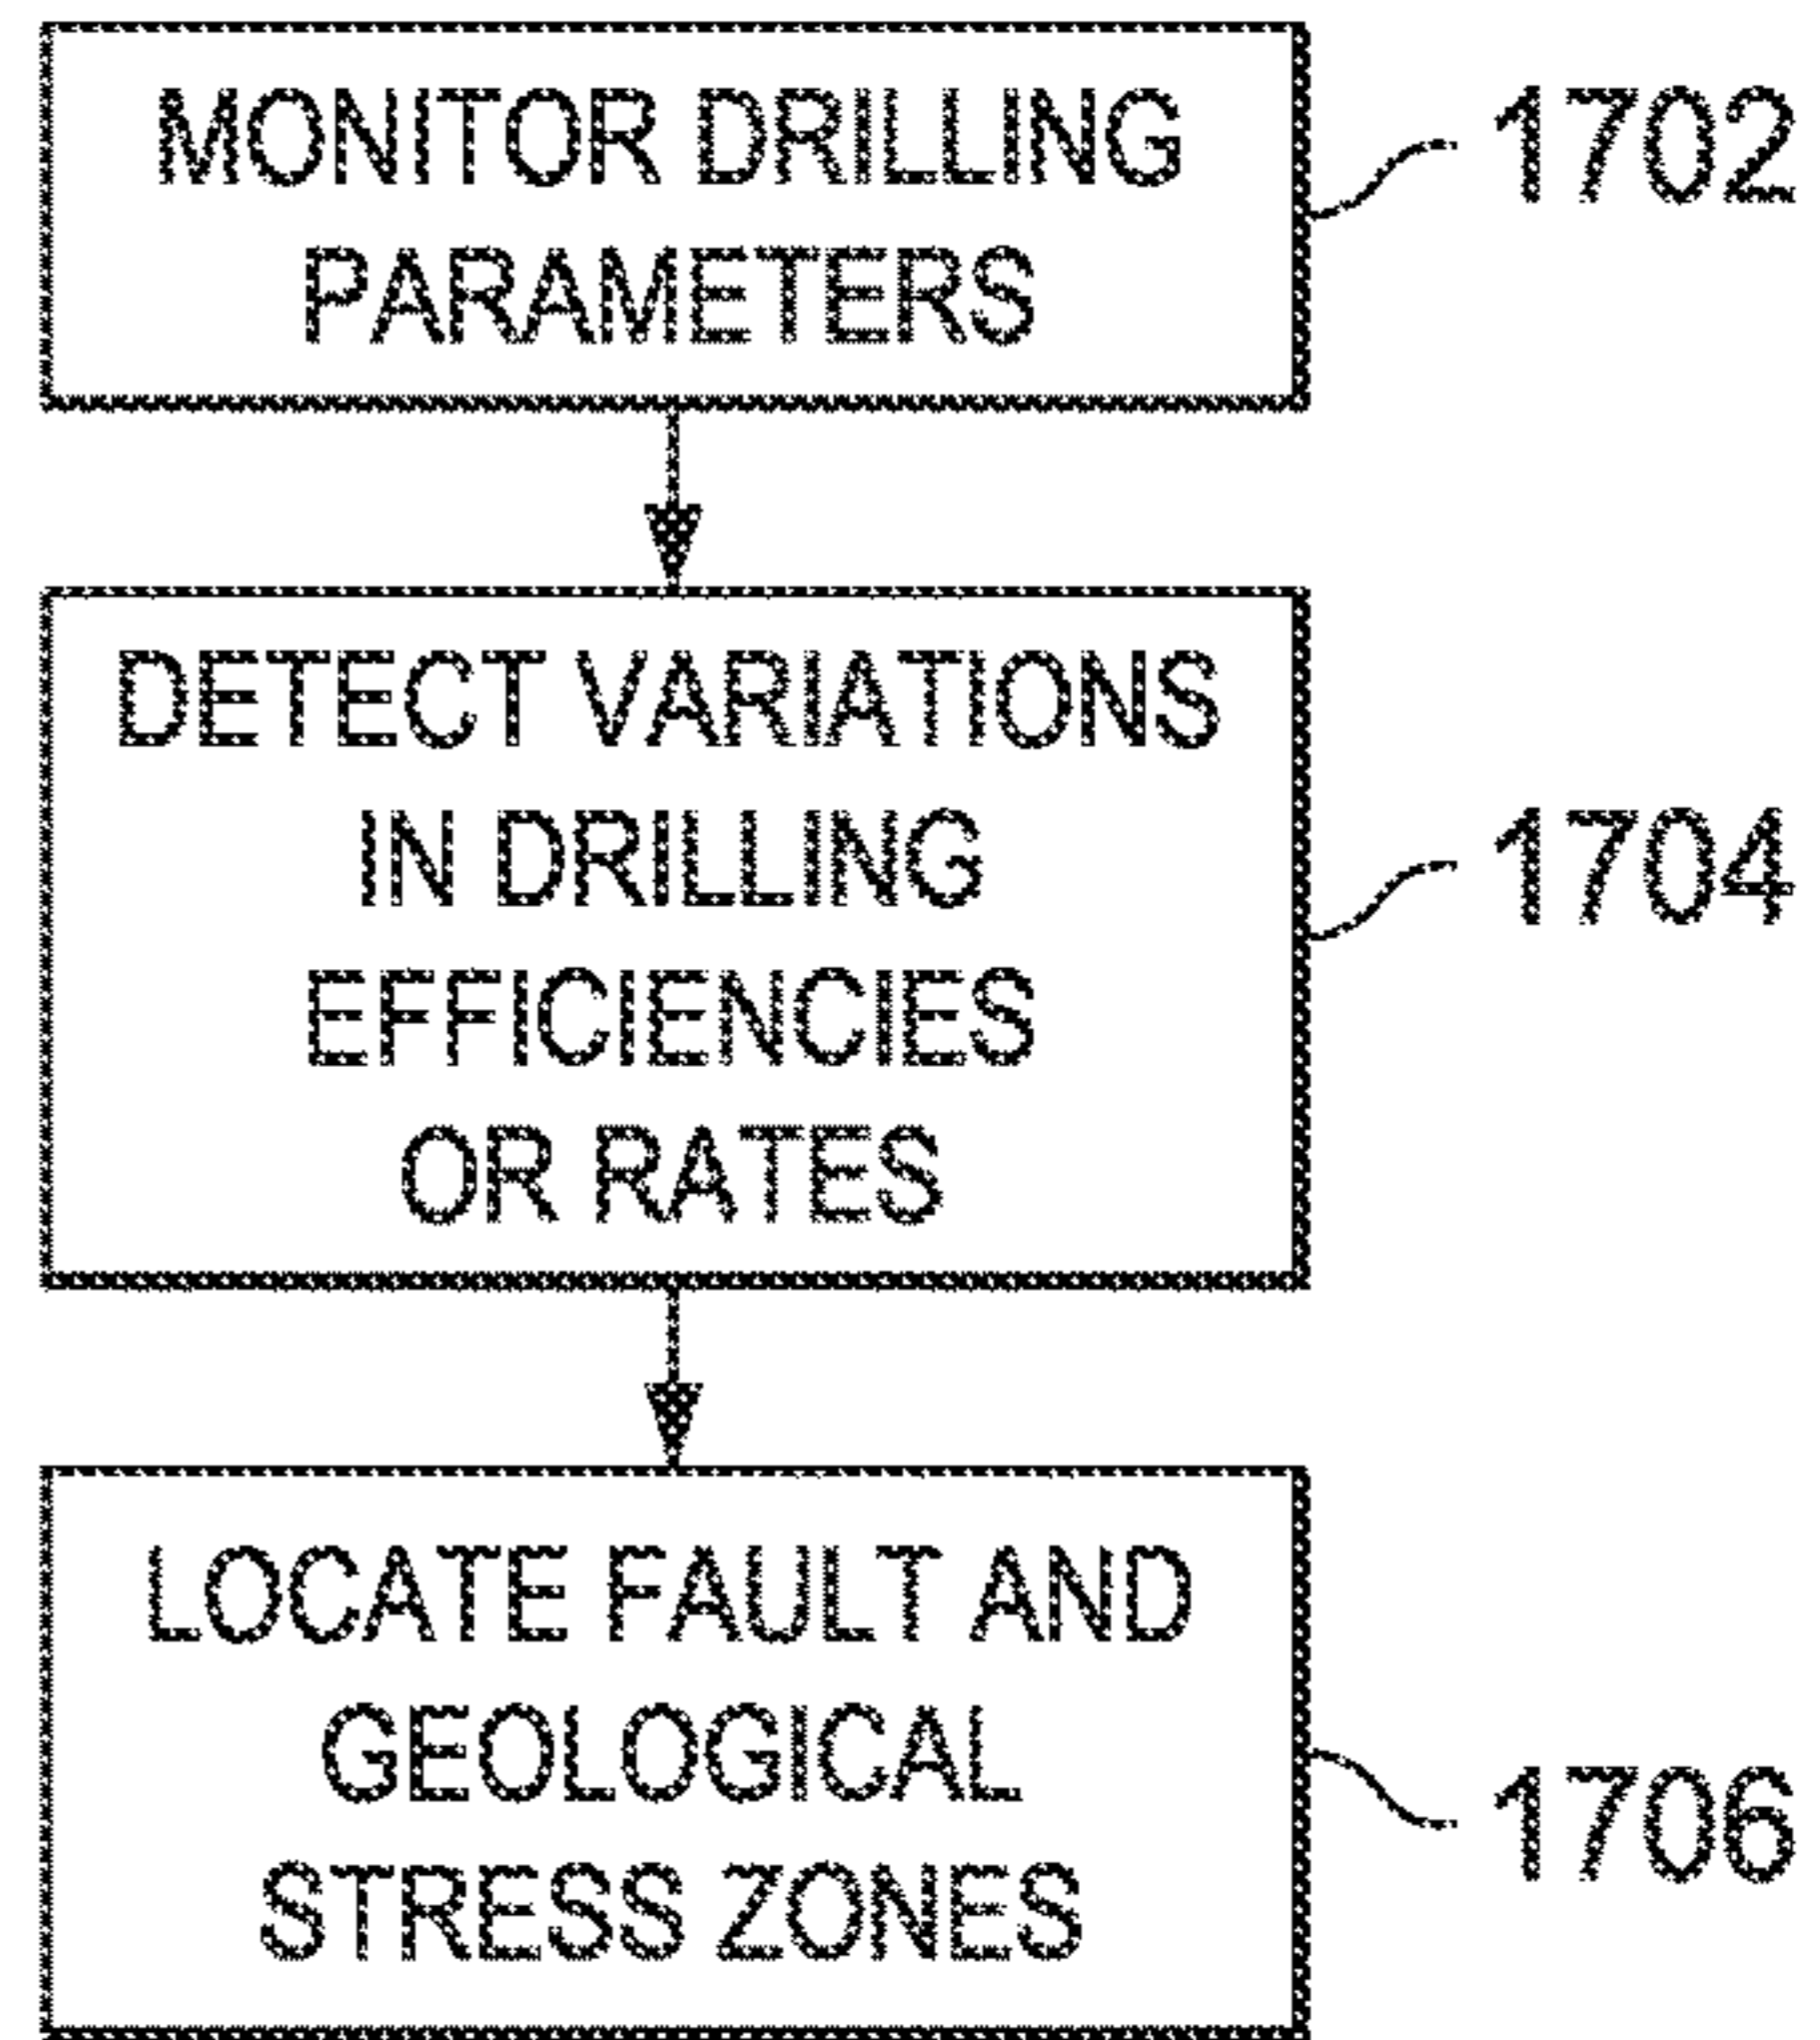 MONITOR DRILLING
PARAMETERS
1702
DETECT VARIATIONS
IN DRILLING
EFFICIENCIES
OR RATES
1704
LOCATE FAULT AND
GEOLOGICAL
STRESS ZONES
1706